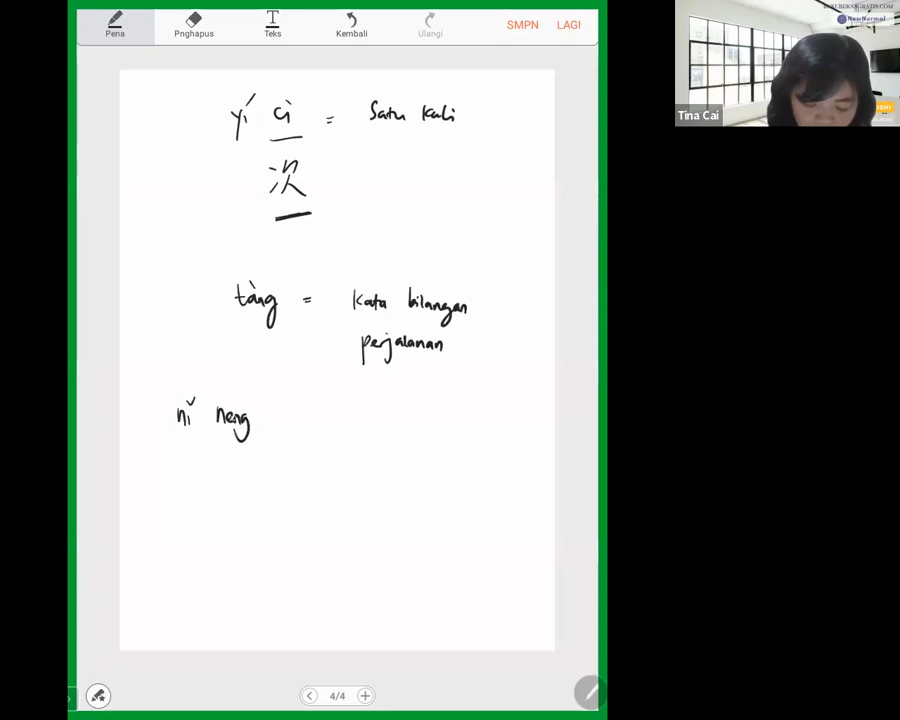 Pena Pnghapus Teks Kembali Ulangi SMPN LAGI
yí cì = Satu kali
次
tàng = kata bilangan
perjalanan
nǐ neng
4/4
NewNormal
Tina Cai